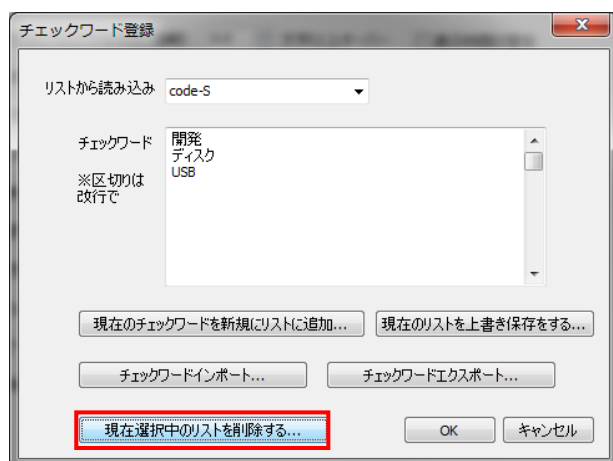 チェックワード登録
リストから読み込み code-S
チェックワード
※区切りは
改行で
開発
ディスク
USB
現在のチェックワードを新規にリストに追加... 現在のリストを上書き保存をする...
チェックワードインポート... チェックワードエクスポート...
現在選択中のリストを削除する... OK キャンセル